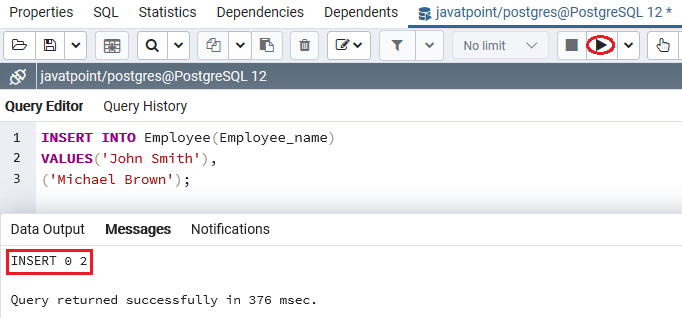 Properties SQL Statistics Dependencies Dependents javatpoint/postgres@PostgreSQL 12 *
No limit
javatpoint/postgres@PostgreSQL 12
Query Editor Query History
1 INSERT INTO Employee(Employee_name)
2 VALUES('John Smith'),
3 ('Michael Brown');
Data Output Messages Notifications
INSERT 0 2
Query returned successfully in 376 msec.